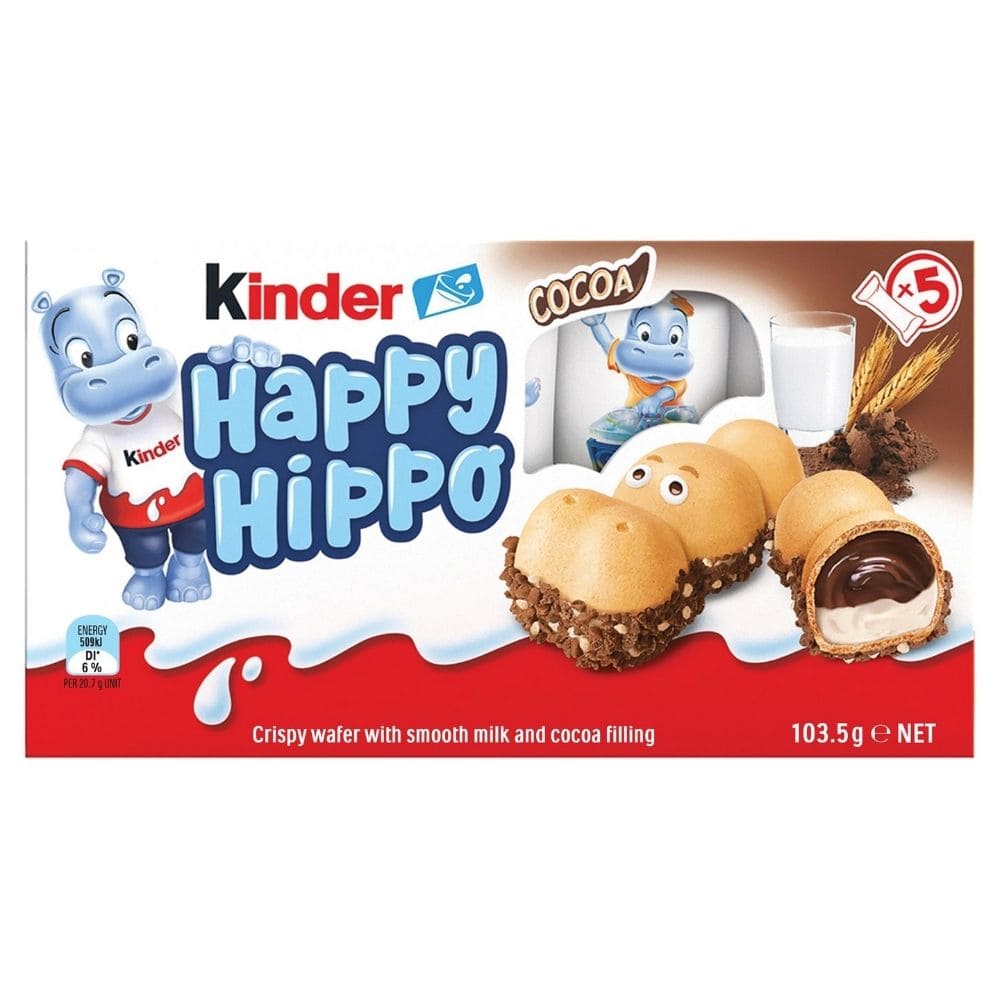 Kinder
Happy
Hippo
COCOA
×5
Kinder
ENERGY
509kJ
DI*
6%
PER 20.7 g UNIT
Crispy wafer with smooth milk and cocoa filling
103.5g ℮ NET